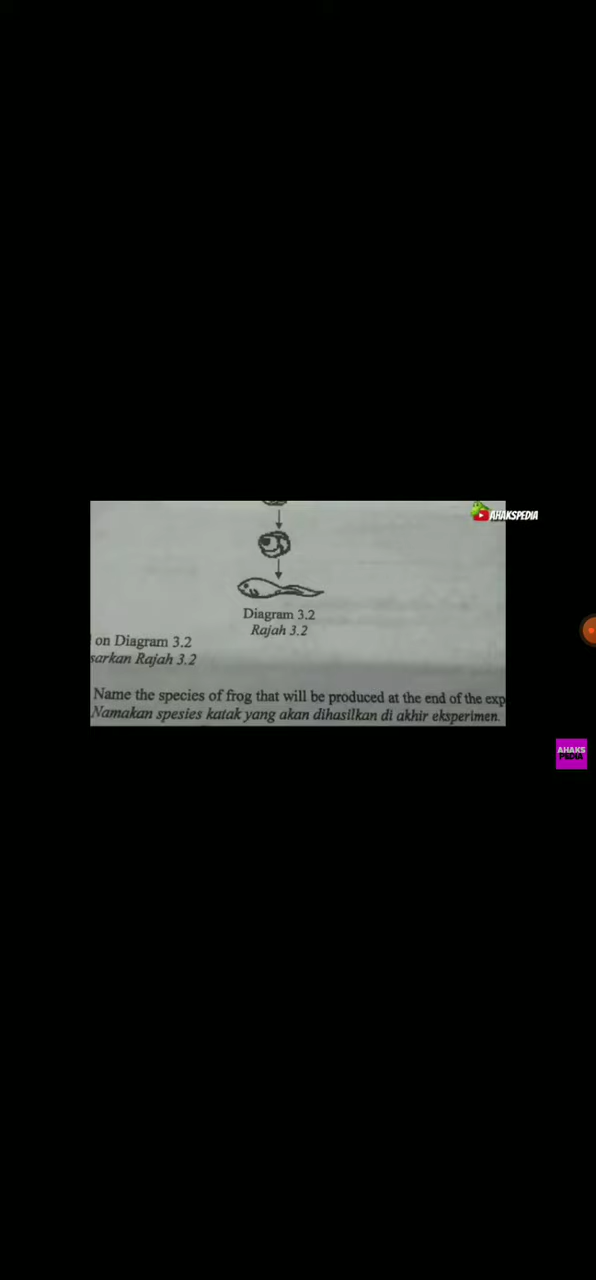 AHAKSPEDIA
Diagram 3.2
Rajah 3.2
on Diagram 3.2
sarkan Rajah 3.2
Name the species of frog that will be produced at the end of the exp
Namakan spesies katak yang akan dihasilkan di akhir eksperimen.
AHAKS
PEDIA